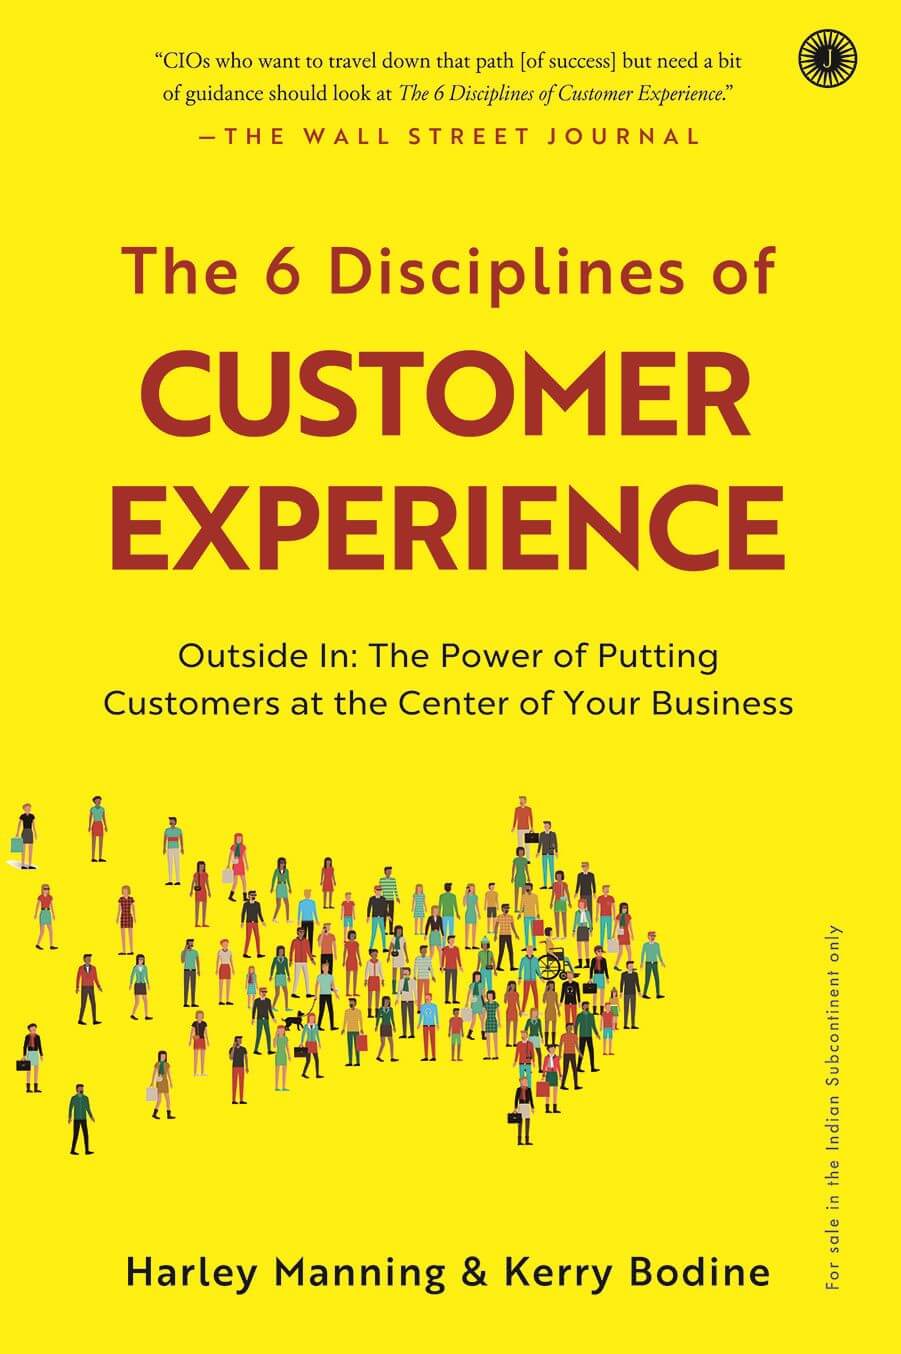 “CIOs who want to travel down that path [of success] but need a bit
of guidance should look at The 6 Disciplines of Customer Experience.”
—THE WALL STREET JOURNAL
J
The 6 Disciplines of
CUSTOMER
EXPERIENCE
Outside In: The Power of Putting
Customers at the Center of Your Business
For sale in the Indian Subcontinent only
Harley Manning & Kerry Bodine